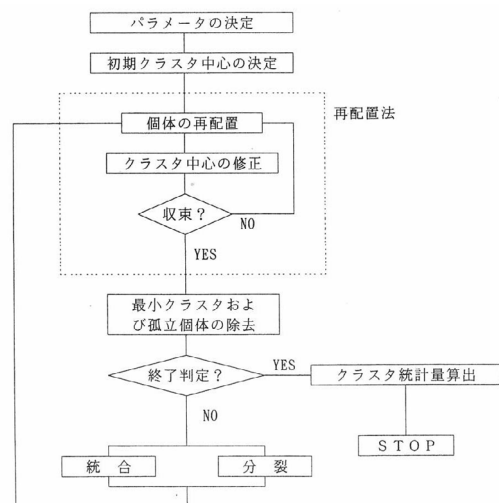 パラメータの決定
初期クラスタ中心の決定
再配置法
個体の再配置
クラスタ中心の修正
収束？
NO
YES
最小クラスタおよ
び孤立個体の除去
終了判定？
YES
クラスタ統計量算出
NO
STOP
統　合
分　裂